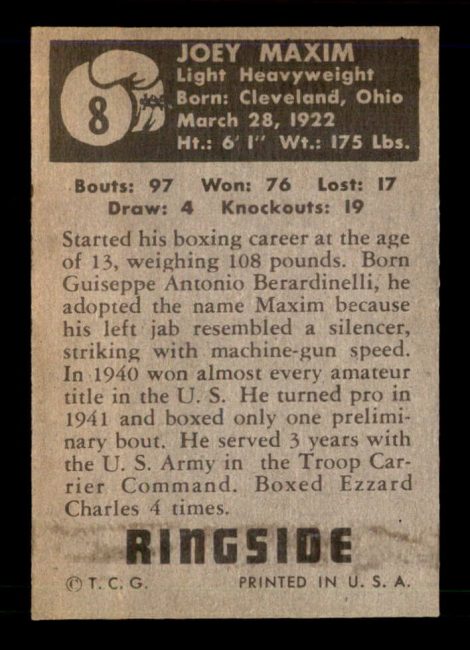 8
JOEY MAXIM
Light Heavyweight
Born: Cleveland, Ohio
March 28, 1922
Ht.: 6' 1" Wt.: 175 Lbs.
Bouts: 97 Won: 76 Lost: 17
Draw: 4 Knockouts: 19
Started his boxing career at the age
of 13, weighing 108 pounds. Born
Guiseppe Antonio Berardinelli, he
adopted the name Maxim because
his left jab resembled a silencer,
striking with machine-gun speed.
In 1940 won almost every amateur
title in the U. S. He turned pro in
1941 and boxed only one prelimi-
nary bout. He served 3 years with
the U. S. Army in the Troop Car-
rier Command. Boxed Ezzard
Charles 4 times.
RINGSIDE
© T. C. G. PRINTED IN U. S. A.